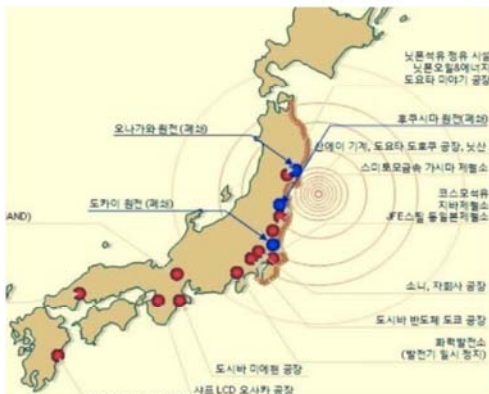 닛폰석유 정유 시설
닛폰오일&에너지
도요타 미야기 공장
오나가와 원전(폐쇄)
후쿠시마 원전(폐쇄)
산에이 기계, 도요타 도호쿠 공장, 닛산
스미토모금속 가시마 제철소
도카이 원전 (폐쇄)
코스모석유
지바제철소
JFE스틸 동일본제철소
AND)
소니, 자회사 공장
도시바 반도체 도쿄 공장
화력발전소
(발전기 일시 정지)
도시바 미에현 공장
샤프 LCD 오사카 공장